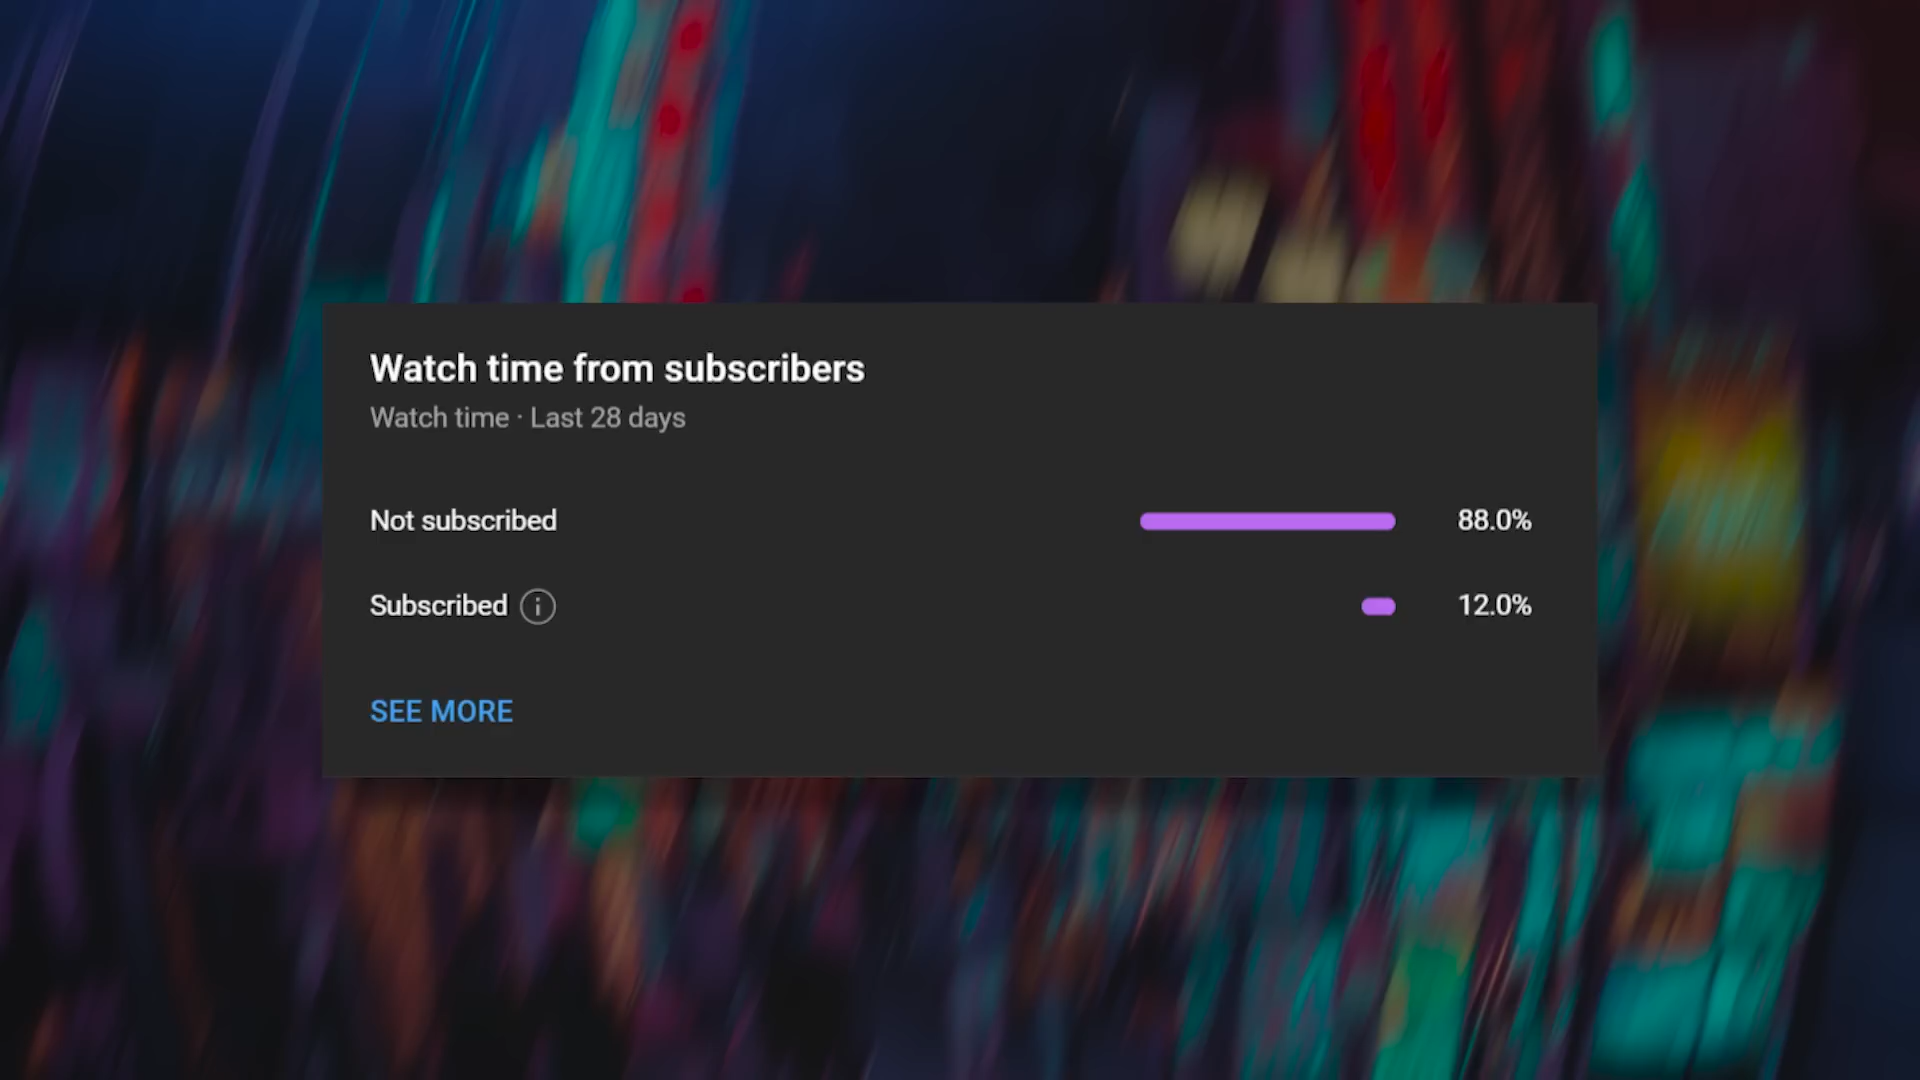 Watch time from subscribers
Watch time · Last 28 days
Not subscribed 88.0%
Subscribed 12.0%
SEE MORE